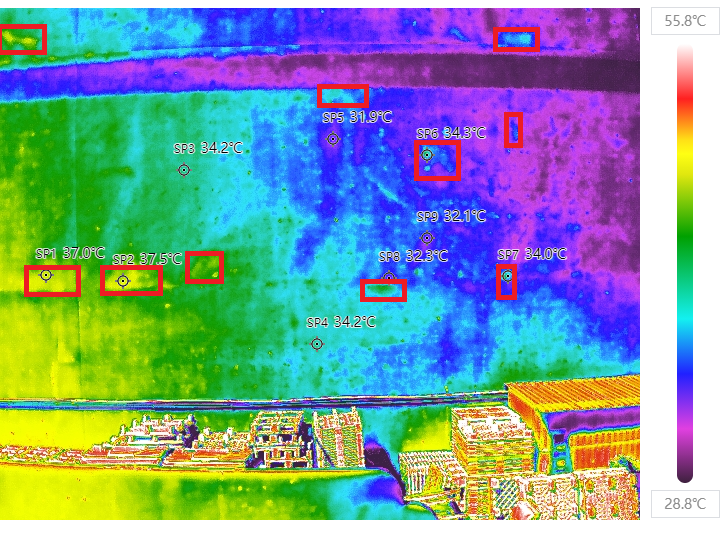 55.8℃
SP5 31.9℃
SP6 34.3℃
SP3 34.2℃
SP9 32.1℃
SP1 37.0℃
SP2 37.5℃
SP8 32.3℃
SP7 34.0℃
SP4 34.2℃
28.8℃